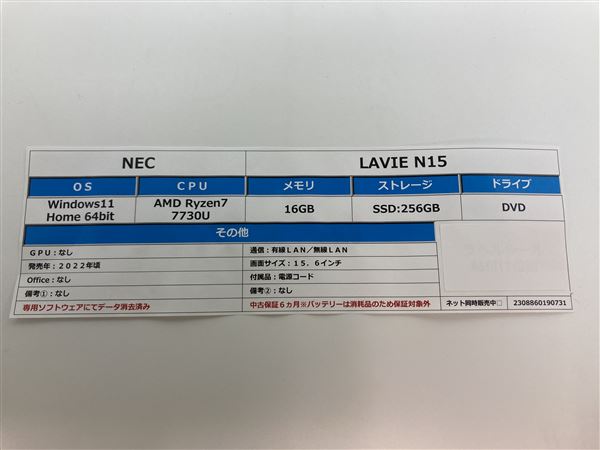 NEC LAVIE N15
OS CPU メモリ ストレージ ドライブ
Windows11 Home 64bit AMD Ryzen7 7730U 16GB SSD:256GB DVD
その他
GPU：なし 通信：有線LAN／無線LAN
発売年：2022年頃 画面サイズ：15．6インチ
Office：なし 付属品：電源コード
備考①：なし 備考②：なし
専用ソフトウェアにてデータ消去済み 中古保証６ヵ月※バッテリーは消耗品のため保証対象外 ネット同時販売中□ 2308860190731